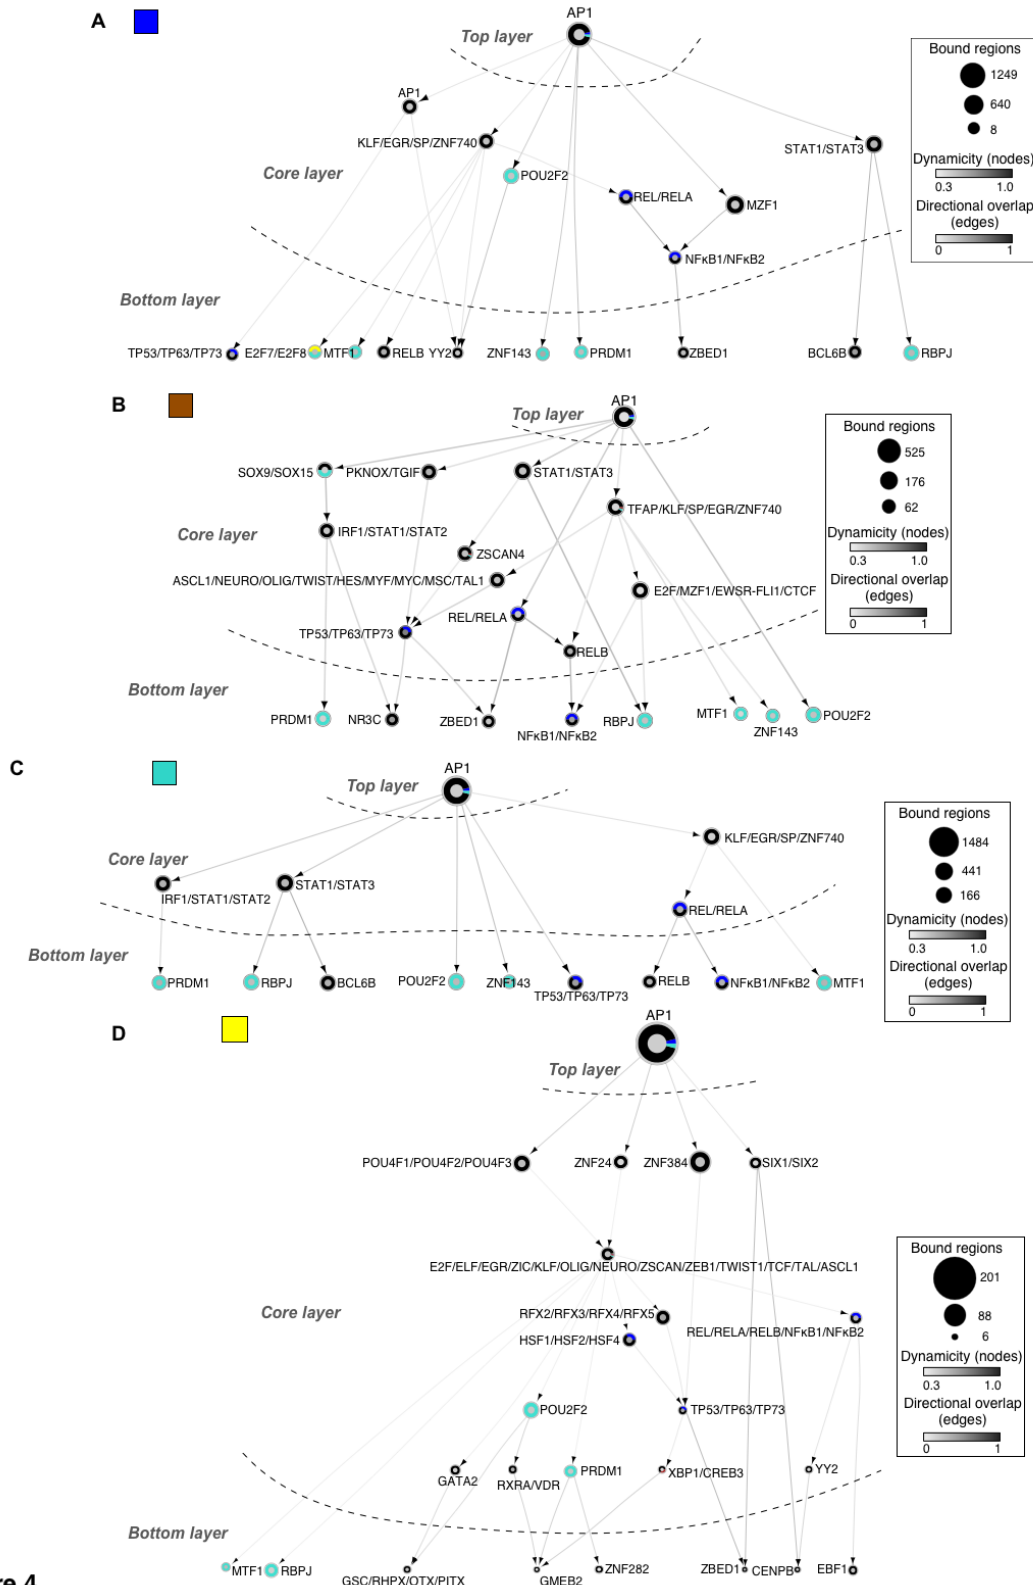 A
AP1
Top layer
Bound regions
1249
640
8
Dynamicity (nodes)
0.3 1.0
Directional overlap
(edges)
0 1
AP1
KLF/EGR/SP/ZNF740
STAT1/STAT3
Core layer
POU2F2
REL/RELA
MZF1
NFκB1/NFκB2
Bottom layer
TP53/TP63/TP73 E2F7/E2F8 MTF1 RELB YY2 ZNF143 PRDM1 ZBED1 BCL6B RBPJ
B
AP1
Top layer
Bound regions
525
176
62
Dynamicity (nodes)
0.3 1.0
Directional overlap
(edges)
0 1
SOX9/SOX15 PKNOX/TGIF STAT1/STAT3
TFAP/KLF/SP/EGR/ZNF740
Core layer
IRF1/STAT1/STAT2
ZSCAN4
ASCL1/NEURO/OLIG/TWIST/HES/MYF/MYC/MSC/TAL1
E2F/MZF1/EWSR-FLI1/CTCF
REL/RELA
TP53/TP63/TP73
RELB
Bottom layer
PRDM1 NR3C ZBED1 NFκB1/NFκB2 RBPJ MTF1 ZNF143 POU2F2
C
AP1
Top layer
Bound regions
1484
441
166
Dynamicity (nodes)
0.3 1.0
Directional overlap
(edges)
0 1
KLF/EGR/SP/ZNF740
Core layer
IRF1/STAT1/STAT2
STAT1/STAT3
REL/RELA
Bottom layer
PRDM1 RBPJ BCL6B POU2F2 ZNF143 TP53/TP63/TP73 RELB NFκB1/NFκB2 MTF1
D
AP1
Top layer
POU4F1/POU4F2/POU4F3 ZNF24 ZNF384 SIX1/SIX2
E2F/ELF/EGR/ZIC/KLF/OLIG/NEURO/ZSCAN/ZEB1/TWIST1/TCF/TAL/ASCL1
Bound regions
201
88
6
Dynamicity (nodes)
0.3 1.0
Directional overlap
(edges)
0 1
Core layer
RFX2/RFX3/RFX4/RFX5
HSF1/HSF2/HSF4
REL/RELA/RELB/NFκB1/NFκB2
POU2F2
TP53/TP63/TP73
GATA2 RXRA/VDR PRDM1 XBP1/CREB3 YY2
Bottom layer
MTF1 RBPJ GSC/RHPX/OTX/PITX GMEB2 ZNF282 ZBED1 CENPB EBF1
re 4